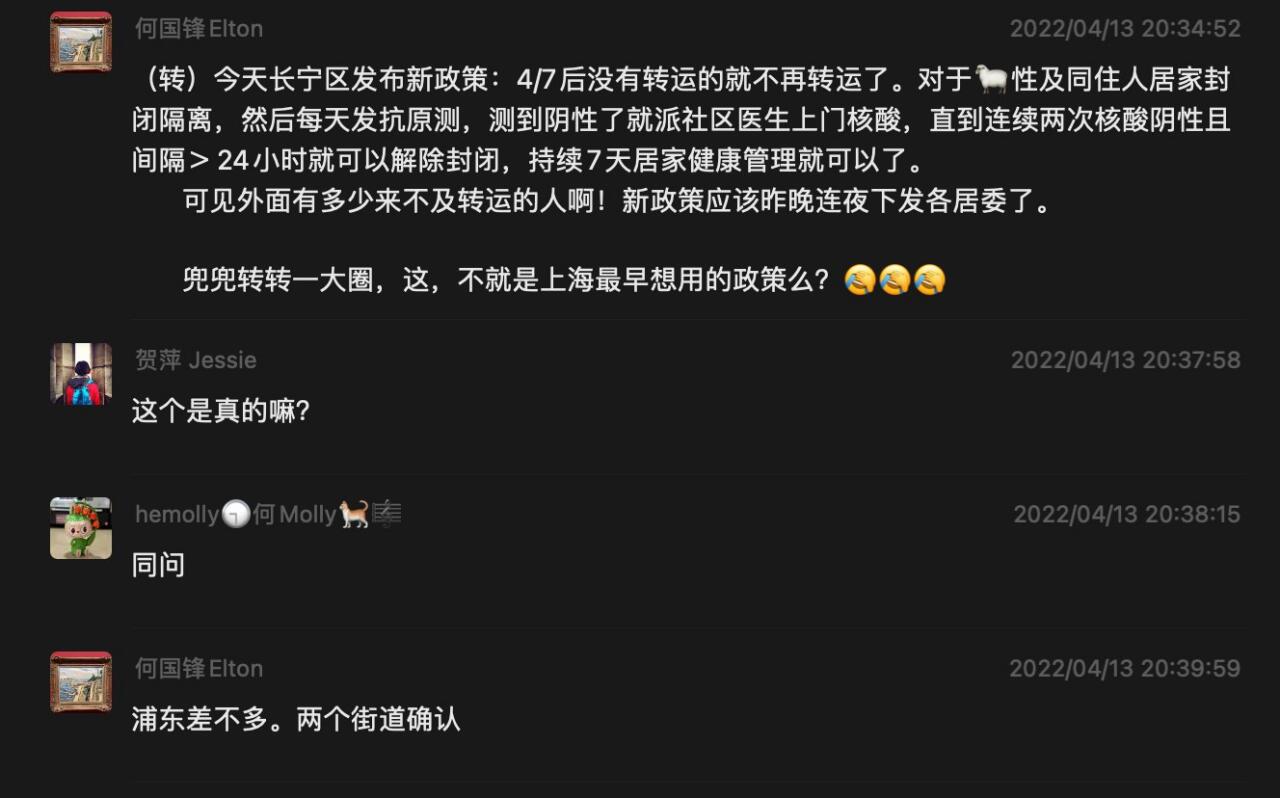 何国锋Elton 2022/04/13 20:34:52
（转）今天长宁区发布新政策：4/7后没有转运的就不再转运了。对于🐑性及同住人居家封
闭隔离，然后每天发抗原测，测到阴性了就派社区医生上门核酸，直到连续两次核酸阴性且
间隔＞24小时就可以解除封闭，持续7天居家健康管理就可以了。
可见外面有多少来不及转运的人啊！新政策应该昨晚连夜下发各居委了。
兜兜转转一大圈，这，不就是上海最早想用的政策么？🤣🤣🤣
贺萍 Jessie 2022/04/13 20:37:58
这个是真的嘛？
hemolly🕤何Molly🐕🎼 2022/04/13 20:38:15
同问
何国锋Elton 2022/04/13 20:39:59
浦东差不多。两个街道确认